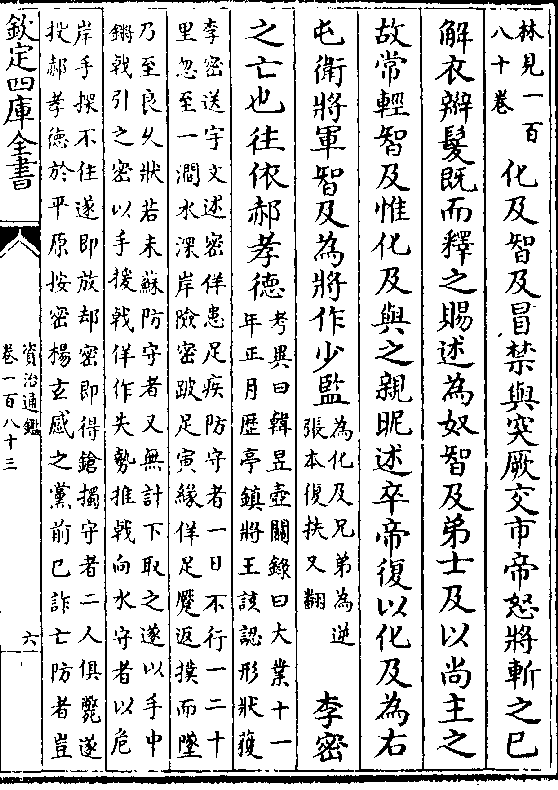 林見一百
八十卷
化及智及冒禁與突厥交市帝怒將斬之已
解衣辮髮既而釋之賜述為奴智及弟士及以尚主之
故常輕智及惟化及與之親昵述卒帝復以化及為右
屯衛將軍智及為將作少監
為化及兄弟為逆
張本復扶又翻
李密
之亡也往依郝孝德
考異曰韓昱壺關録曰大業十一
年正月歴亭鎮將王該認形狀獲
李密送宇文述密佯患足疾防守者一日不行一二十
里忽至一澗水深岸險密跛足寅緣佯足蹷返撲而墜
乃至良久狀若未蘇防守者又無計下取之遂以手中
鏘戟引之密以手援戟佯作失勢推戟向水守者以危
岸手探不住遂即放却密即得鎗擉守者二人俱斃遂
投郝孝德於平原按密楊玄感之黨前已詐亡防者豈
欽定四庫全書
資治通鑑
卷一百八十三
六